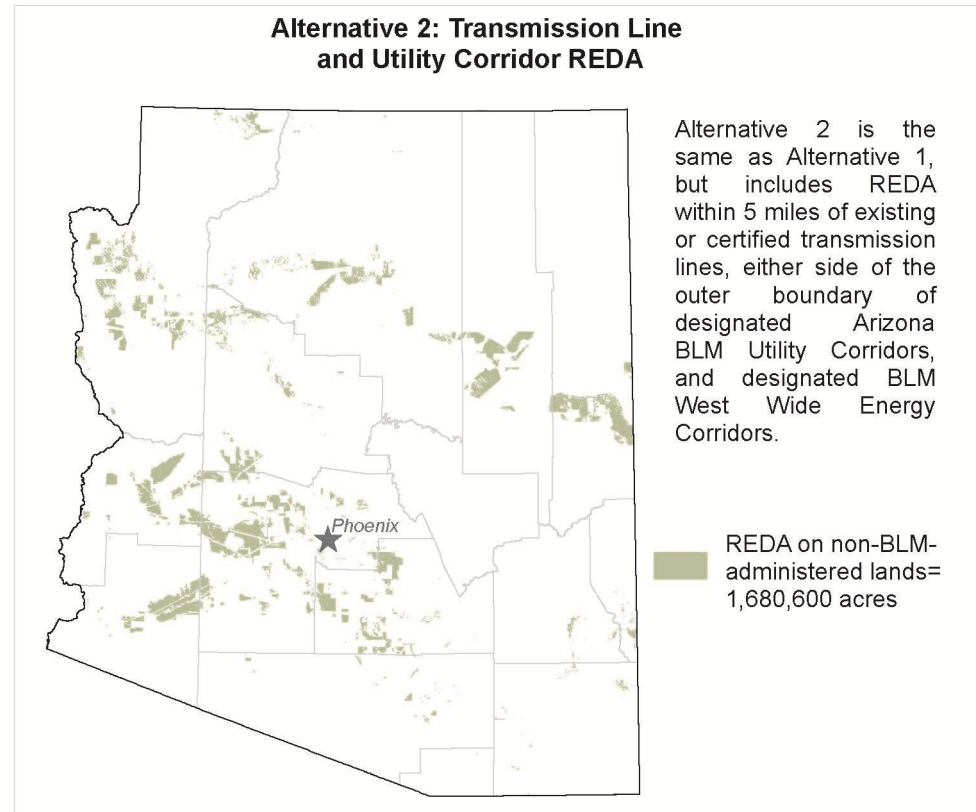 Alternative 2: Transmission Line
and Utility Corridor REDA
Alternative 2 is the
same as Alternative 1,
but includes REDA
within 5 miles of existing
or certified transmission
lines, either side of the
outer boundary of
designated Arizona
BLM Utility Corridors,
and designated BLM
West Wide Energy
Corridors.
Phoenix
REDA on non-BLM-
administered lands=
1,680,600 acres